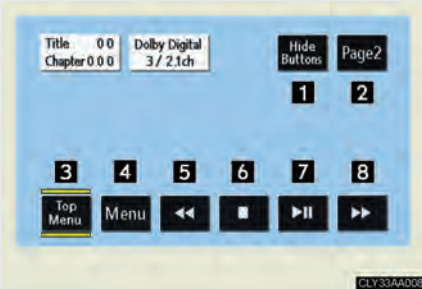 Title 0 0
Chapter 0 0 0
Dolby Digital
3 / 2.1ch
Hide
Buttons
Page2
1
2
3
4
5
6
7
8
Top
Menu
Menu
CLY33AA008